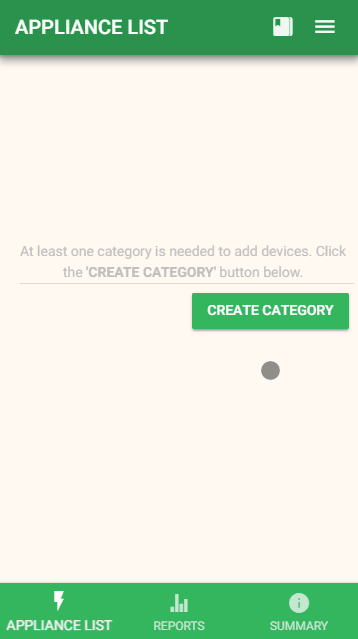 APPLIANCE LIST
At least one category is needed to add devices. Click
the 'CREATE CATEGORY' button below.
CREATE CATEGORY
APPLIANCE LIST
REPORTS
SUMMARY